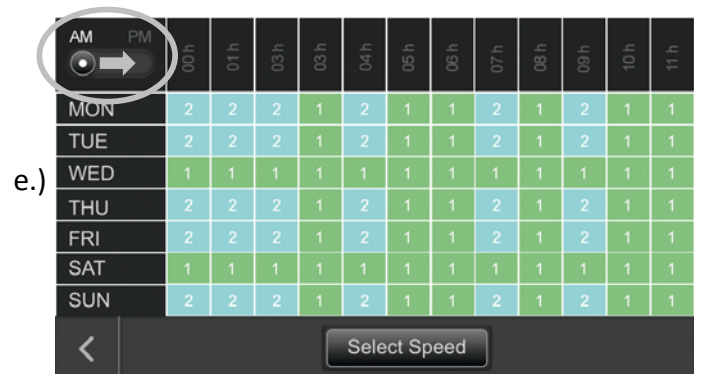 AM PM 00 h 01 h 03 h 03 h 04 h 05 h 06 h 07 h 08 h 09 h 10 h 11 h
MON 2 2 2 1 2 1 1 2 1 2 1 1
TUE 2 2 2 1 2 1 1 2 1 2 1 1
e.) WED 1 1 1 1 1 1 1 1 1 1 1 1
THU 2 2 2 1 2 1 1 2 1 2 1 1
FRI 2 2 2 1 2 1 1 2 1 2 1 1
SAT 1 1 1 1 1 1 1 1 1 1 1 1
SUN 2 2 2 1 2 1 1 2 1 2 1 1
Select Speed